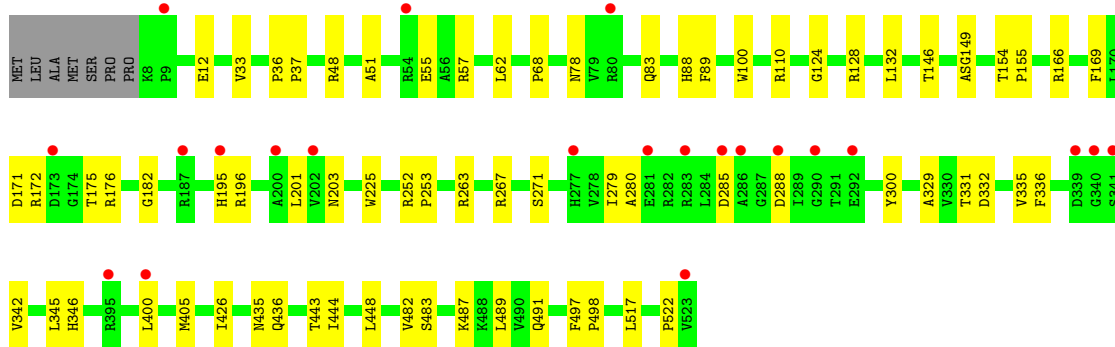 MET LEU ALA MET SER PRO PRO K8 P9 E12 V33 P36 P37 R48 A51 R54 E55 A56 R57 L62 P68 N78 V79 R80 Q83 H88 F89 W100 R110 G124 R128 L132 T146 ASG149 T154 P155 R166 F169 L170
D171 R172 D173 G174 T175 R176 G182 R187 H195 R196 A200 L201 V202 N203 W225 R252 P253 R263 R267 S271 H277 V278 I279 A280 E281 R282 R283 L284 D285 A286 G287 D288 I289 G290 T291 E292 Y300 A329 V330 T331 D332 V335 F336 D339 G340 S341
V342 L345 H346 R395 L400 M405 I426 N435 Q436 T443 I444 L448 V482 S483 K487 K488 L489 V490 Q491 F497 P498 L517 P522 V523